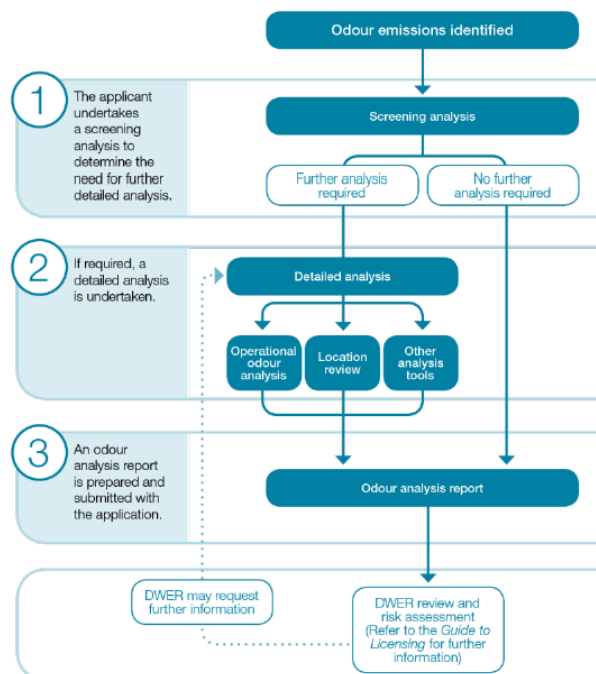 Odour emissions identified
1
The applicant
undertakes
a screening
analysis to
determine the
need for further
detailed analysis.
Screening analysis
Further analysis
required
No further
analysis required
2
If required, a
detailed analysis
is undertaken.
Detailed analysis
Operational
odour
analysis
Location
review
Other
analysis
tools
3
An odour
analysis report
is prepared and
submitted with
the application.
Odour analysis report
DWER may request
further information
DWER review and
risk assessment
(Refer to the Guide to
Licensing for further
information)